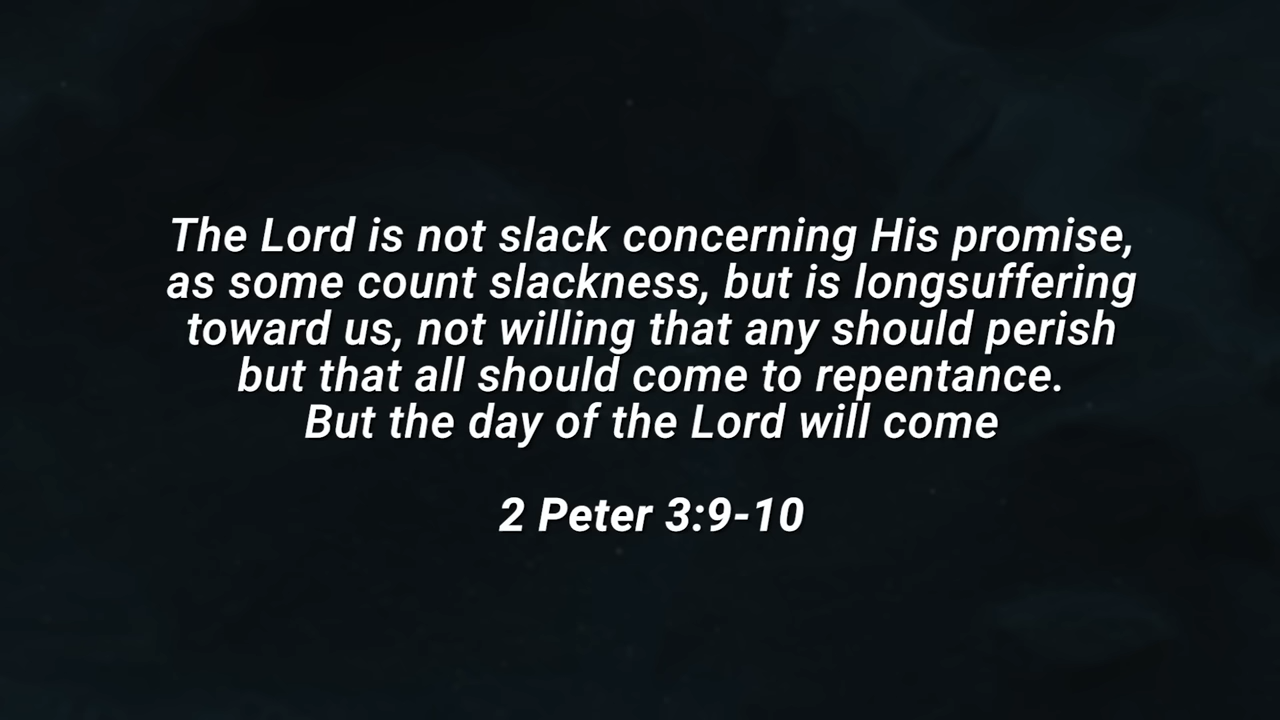 The Lord is not slack concerning His promise,
as some count slackness, but is longsuffering
toward us, not willing that any should perish
but that all should come to repentance.
But the day of the Lord will come
2 Peter 3:9-10